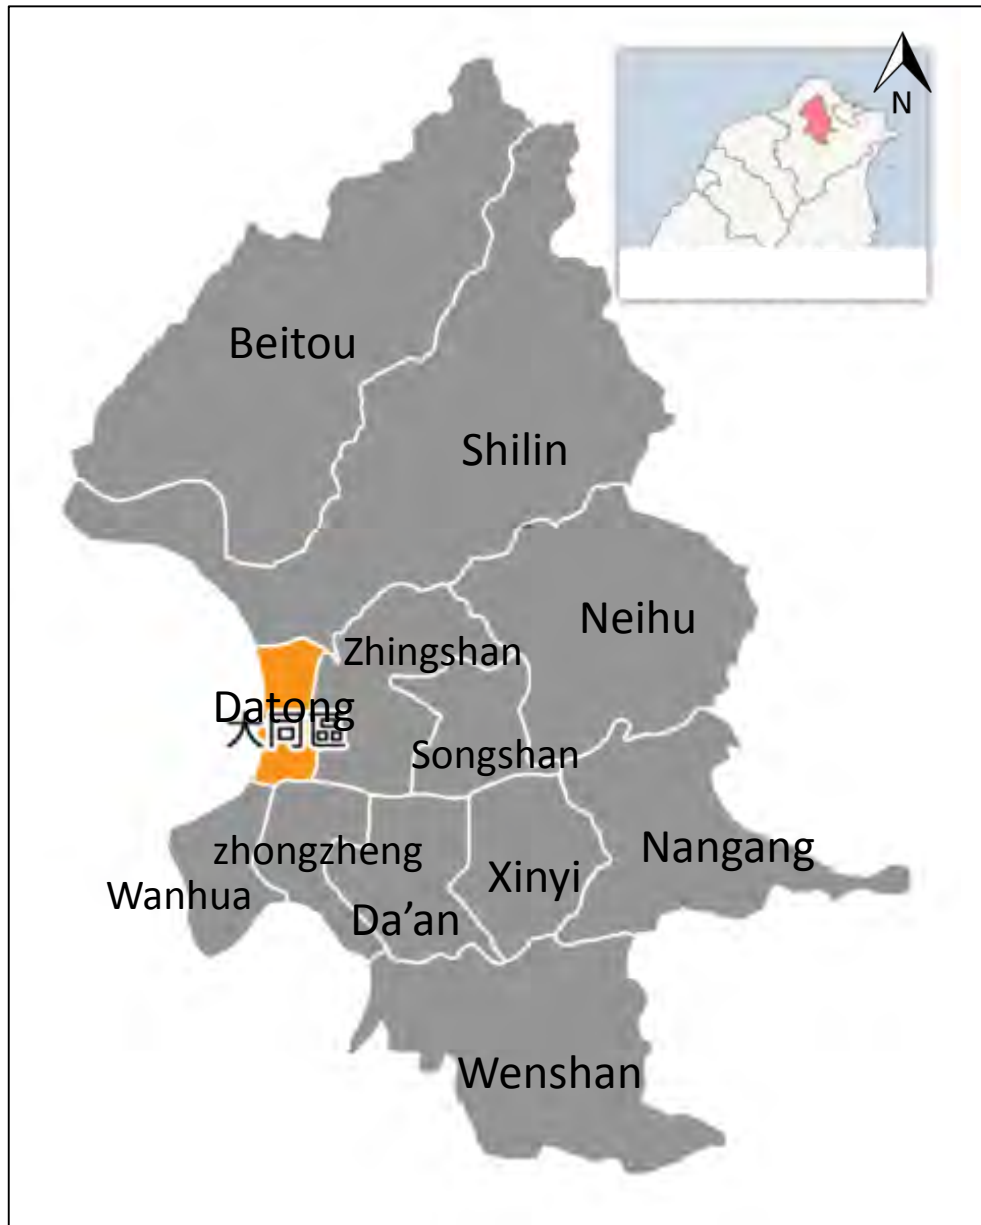 N
Beitou
Shilin
Neihu
Zhingshan
Datong
大同區
Songshan
Nangang
zhongzheng
Xinyi
Wanhua
Da’an
Wenshan